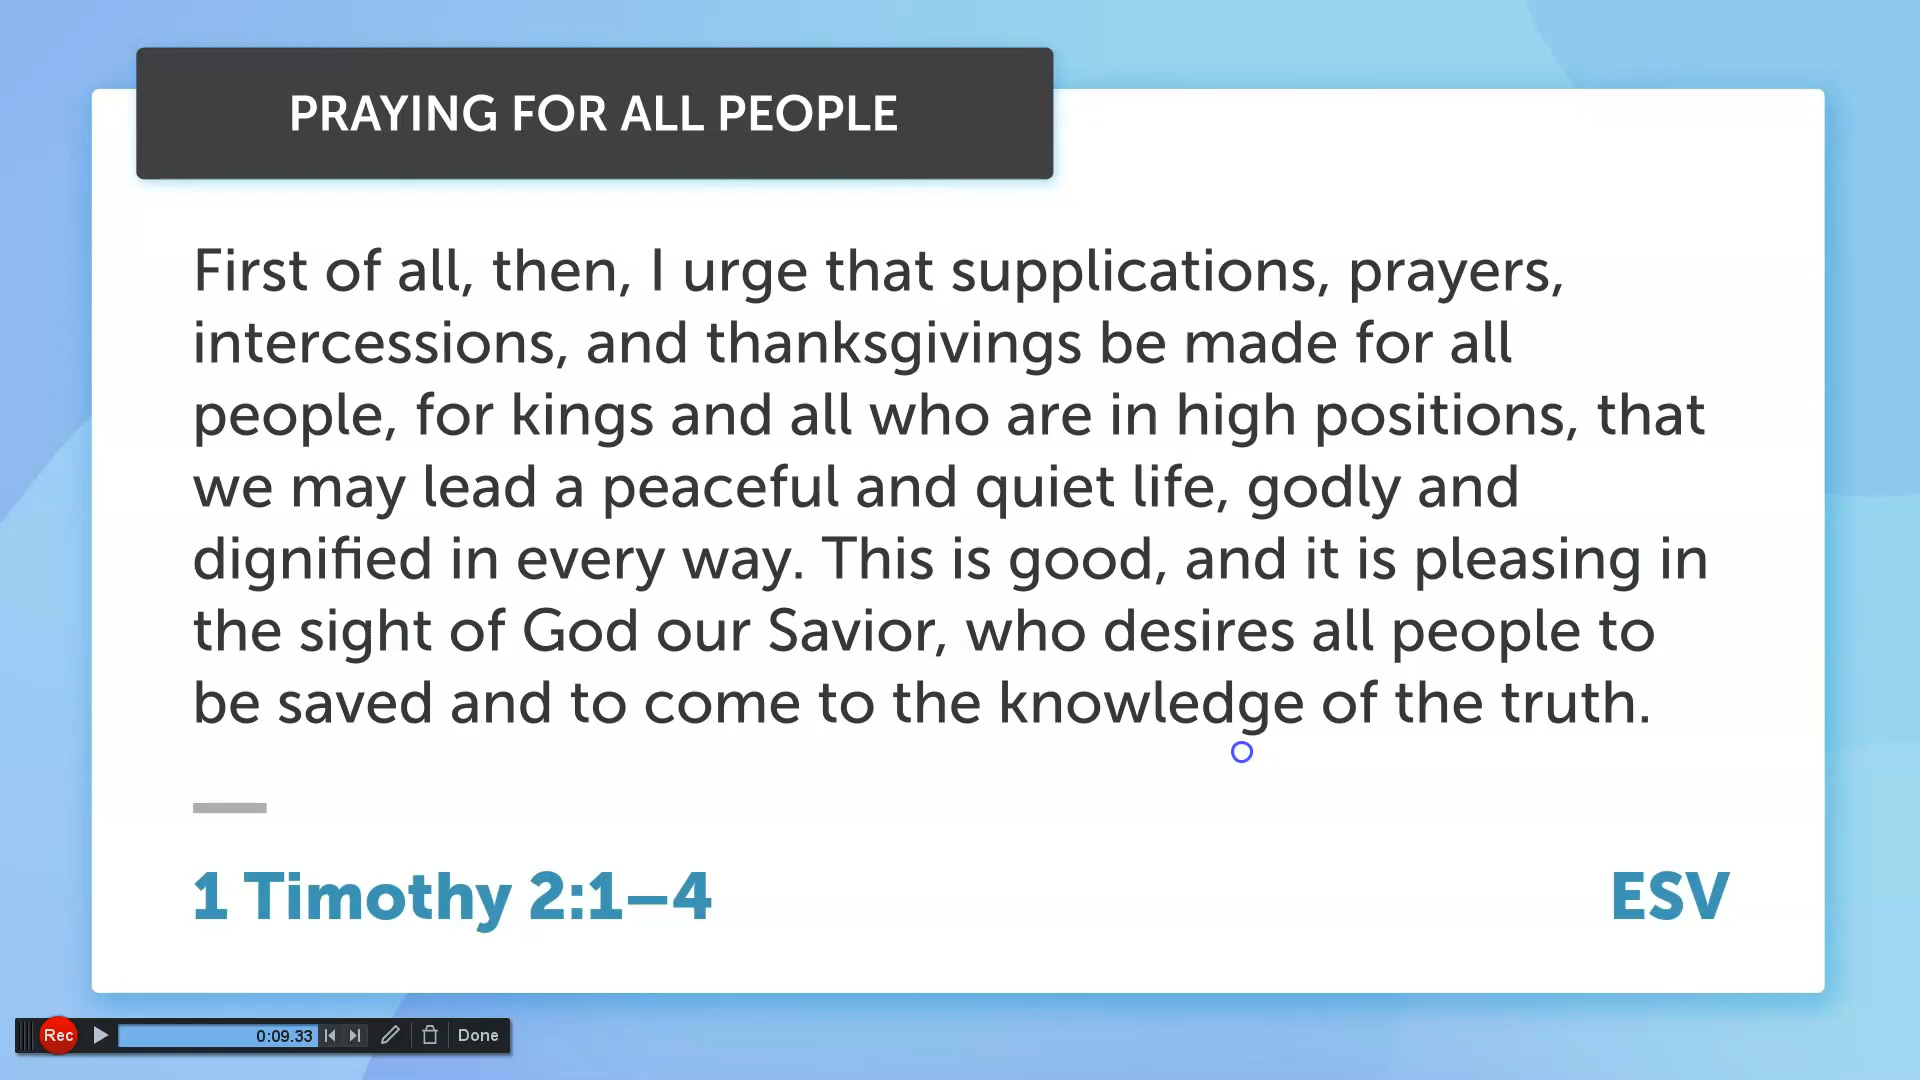 PRAYING FOR ALL PEOPLE
First of all, then, I urge that supplications, prayers,
intercessions, and thanksgivings be made for all
people, for kings and all who are in high positions, that
we may lead a peaceful and quiet life, godly and
dignified in every way. This is good, and it is pleasing in
the sight of God our Savior, who desires all people to
be saved and to come to the knowledge of the truth.
1 Timothy 2:1–4 ESV
Rec 0:09.33 Done